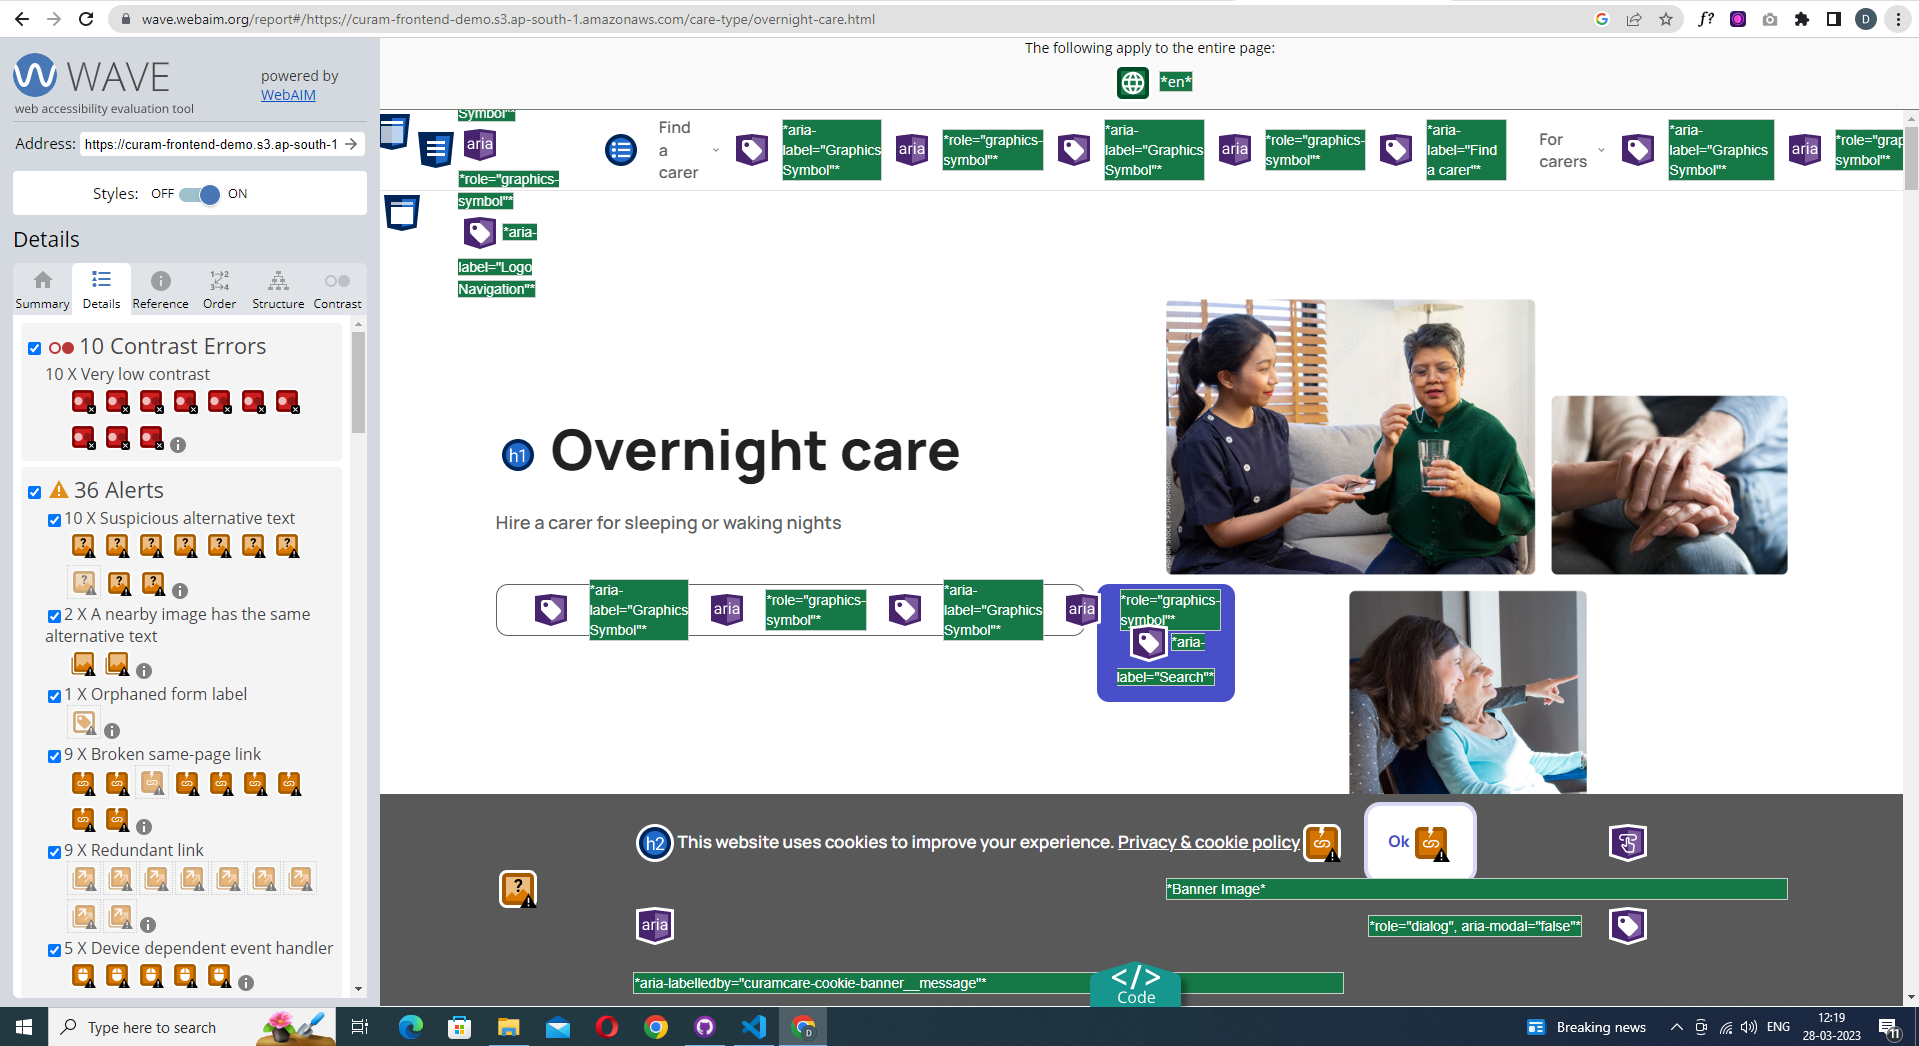 wave.webaim.org/report#/https://curam-frontend-demo.s3.ap-south-1.amazonaws.com/care-type/overnight-care.html
f?
D
WAVE
powered by
WebAIM
web accessibility evaluation tool
Address:
https://curam-frontend-demo.s3.ap-south-1
Styles:
OFF
ON
Details
Summary
Details
Reference
Order
Structure
Contrast
10 Contrast Errors
10 X Very low contrast
36 Alerts
10 X Suspicious alternative text
2 X A nearby image has the same
alternative text
1 X Orphaned form label
9 X Broken same-page link
9 X Redundant link
5 X Device dependent event handler
The following apply to the entire page:
*en*
Symbol"*
aria
*role="graphics-
symbol"*
*aria-
label="Logo
Navigation"*
Find
a
carer
*aria-
label="Graphics
Symbol"*
aria
*role="graphics-
symbol"*
*aria-
label="Graphics
Symbol"*
aria
*role="graphics-
symbol"*
*aria-
label="Find
a carer"*
For
carers
*aria-
label="Graphics
Symbol"*
aria
*role="grap
symbol"*
h1
Overnight care
Hire a carer for sleeping or waking nights
*aria-
label="Graphics
Symbol"*
aria
*role="graphics-
symbol"*
*aria-
label="Graphics
Symbol"*
aria
*role="graphics-
symbol"*
*aria-
label="Search"*
h2
This website uses cookies to improve your experience. Privacy & cookie policy
Ok
*Banner Image*
aria
*role="dialog", aria-modal="false"*
*aria-labelledby="curamcare-cookie-banner__message"*
</>
Code
Type here to search
Breaking news
ENG
12:19
28-03-2023
11